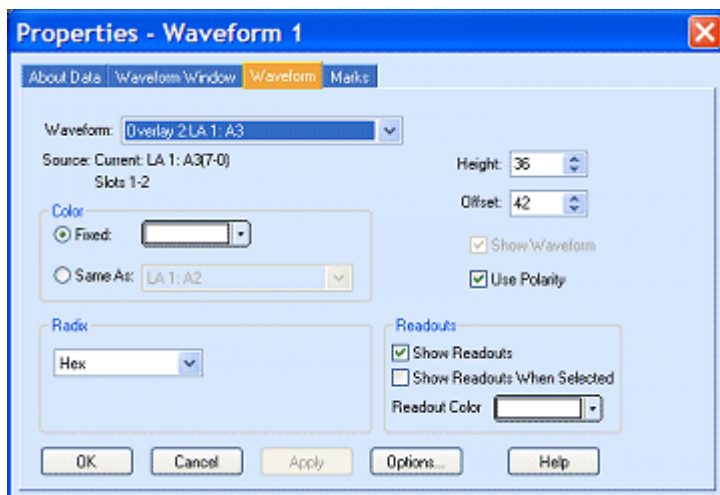 Properties - Waveform 1
About Data Waveform Window Waveform Marks
Waveform: Overlay 2 LA 1: A3
Source: Current: LA 1: A3(7-0)
Slots 1-2
Height: 36
Offset: 42
Color
Fixed:
Same As: LA 1: A2
Show Waveform
Use Polarity
Radix
Hex
Readouts
Show Readouts
Show Readouts When Selected
Readout Color
OK Cancel Apply Options... Help